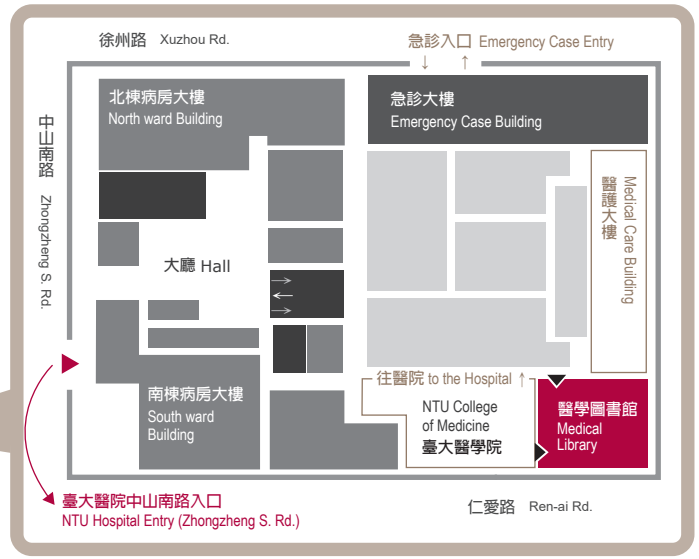 徐州路 Xuzhou Rd.
急診入口 Emergency Case Entry
↓ ↑
北棟病房大樓
North ward Building
急診大樓
Emergency Case Building
中山南路 Zhongzheng S. Rd.
醫護大樓 Medical Care Building
大廳 Hall
→
←
→
往醫院 to the Hospital ↑
南棟病房大樓
South ward
Building
NTU College
of Medicine
臺大醫學院
醫學圖書館
Medical
Library
臺大醫院中山南路入口
NTU Hospital Entry (Zhongzheng S. Rd.)
仁愛路 Ren-ai Rd.